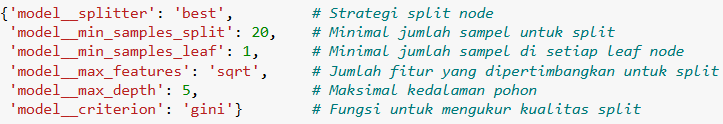 {'model__splitter': 'best', # Strategi split node
'model__min_samples_split': 20, # Minimal jumlah sampel untuk split
'model__min_samples_leaf': 1, # Minimal jumlah sampel di setiap leaf node
'model__max_features': 'sqrt', # Jumlah fitur yang dipertimbangkan untuk split
'model__max_depth': 5, # Maksimal kedalaman pohon
'model__criterion': 'gini'} # Fungsi untuk mengukur kualitas split